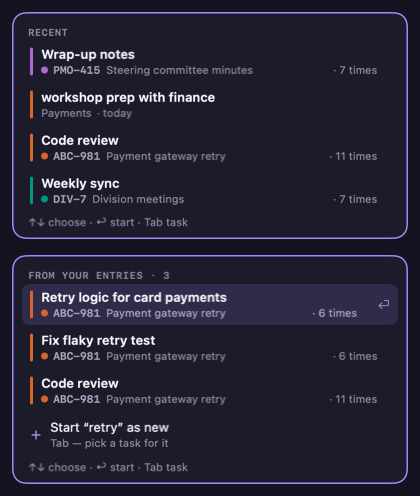 RECENT
Wrap-up notes
PMO-415 Steering committee minutes · 7 times
workshop prep with finance
Payments · today
Code review
ABC-981 Payment gateway retry · 11 times
Weekly sync
DIV-7 Division meetings · 7 times
↑↓ choose · ↩ start · Tab task
FROM YOUR ENTRIES · 3
Retry logic for card payments
ABC-981 Payment gateway retry · 6 times ↩
Fix flaky retry test
ABC-981 Payment gateway retry · 6 times
Code review
ABC-981 Payment gateway retry · 11 times
+ Start “retry” as new
Tab — pick a task for it
↑↓ choose · ↩ start · Tab task